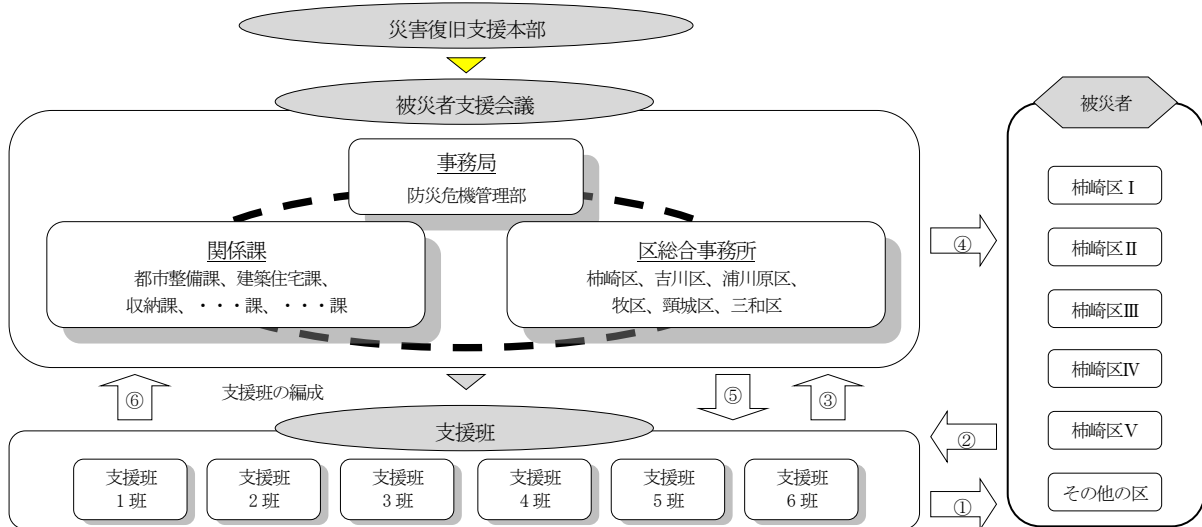 災害復旧支援本部
被災者支援会議
事務局
防災危機管理部
関係課
都市整備課、建築住宅課、
収納課、・・・課、・・・課
区総合事務所
柿崎区、吉川区、浦川原区、
牧区、頸城区、三和区
④
被災者
柿崎区Ⅰ
柿崎区Ⅱ
柿崎区Ⅲ
柿崎区Ⅳ
柿崎区Ⅴ
その他の区
⑥
支援班の編成
⑤
③
②
①
支援班
支援班
1班
支援班
2班
支援班
3班
支援班
4班
支援班
5班
支援班
6班